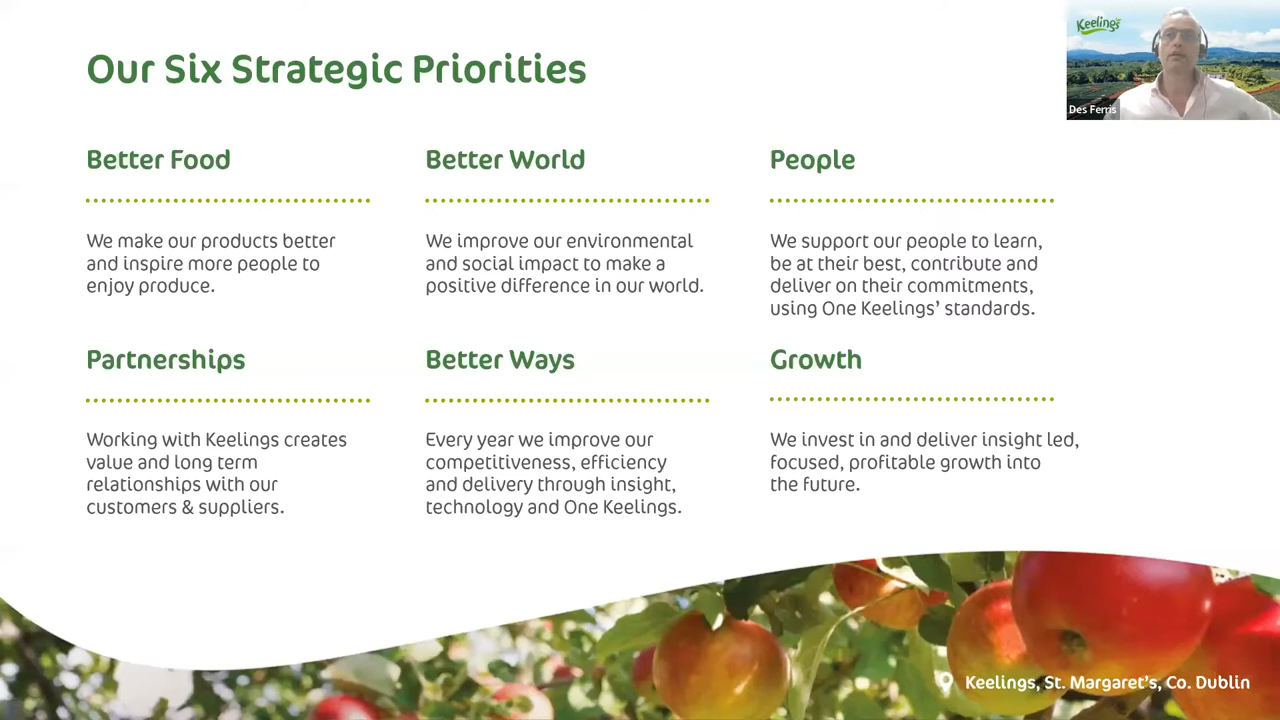 Our Six Strategic Priorities
Keelings
Des Ferris
Better Food
We make our products better
and inspire more people to
enjoy produce.
Better World
We improve our environmental
and social impact to make a
positive difference in our world.
People
We support our people to learn,
be at their best, contribute and
deliver on their commitments,
using One Keelings’ standards.
Partnerships
Working with Keelings creates
value and long term
relationships with our
customers & suppliers.
Better Ways
Every year we improve our
competitiveness, efficiency
and delivery through insight,
technology and One Keelings.
Growth
We invest in and deliver insight led,
focused, profitable growth into
the future.
Keelings, St. Margaret’s, Co. Dublin